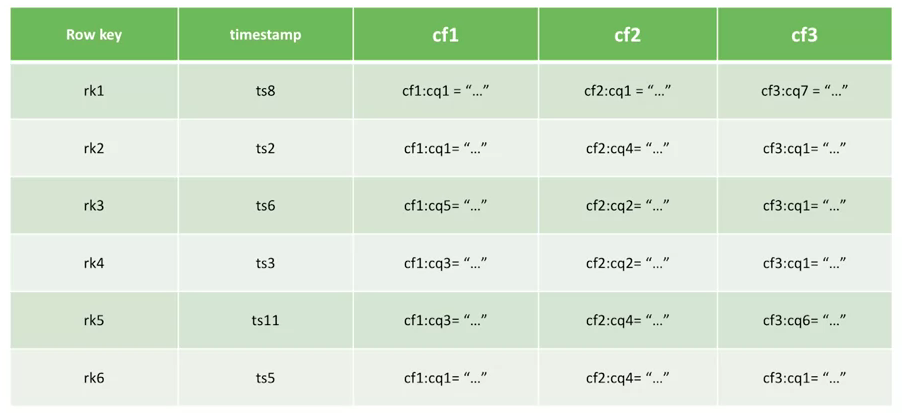 Row key timestamp cf1 cf2 cf3
rk1 ts8 cf1:cq1 = “…” cf2:cq1 = “…” cf3:cq7 = “…”
rk2 ts2 cf1:cq1= “…” cf2:cq4= “…” cf3:cq1= “…”
rk3 ts6 cf1:cq5= “…” cf2:cq2= “…” cf3:cq1= “…”
rk4 ts3 cf1:cq3= “…” cf2:cq2= “…” cf3:cq1= “…”
rk5 ts11 cf1:cq3= “…” cf2:cq4= “…” cf3:cq6= “…”
rk6 ts5 cf1:cq1= “…” cf2:cq4= “…” cf3:cq1= “…”